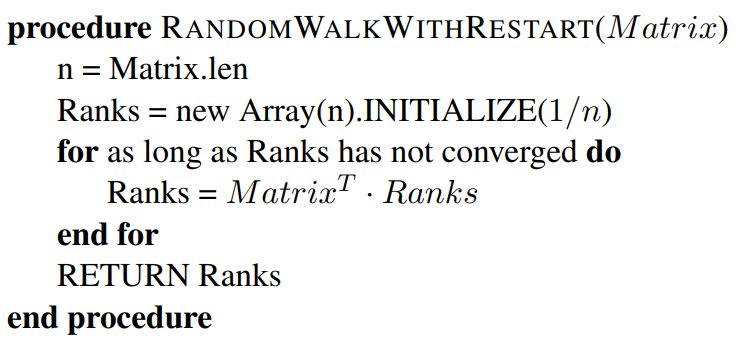 procedure RANDOMWALKWITHRESTART(Matrix)
n = Matrix.len
Ranks = new Array(n).INITIALIZE(1/n)
for as long as Ranks has not converged do
Ranks = Matrix^T · Ranks
end for
RETURN Ranks
end procedure